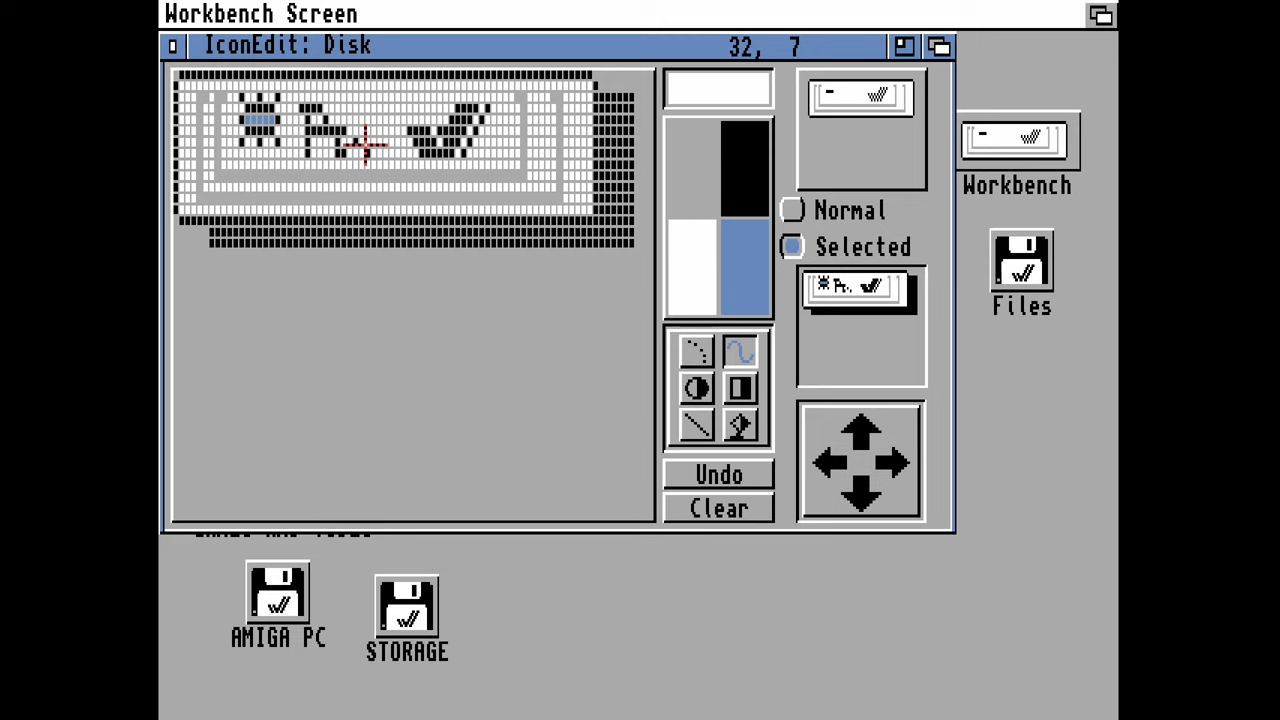 Workbench Screen
IconEdit: Disk 32, 7
Normal
Workbench
Selected
Files
Undo
Clear
AMIGA PC
STORAGE